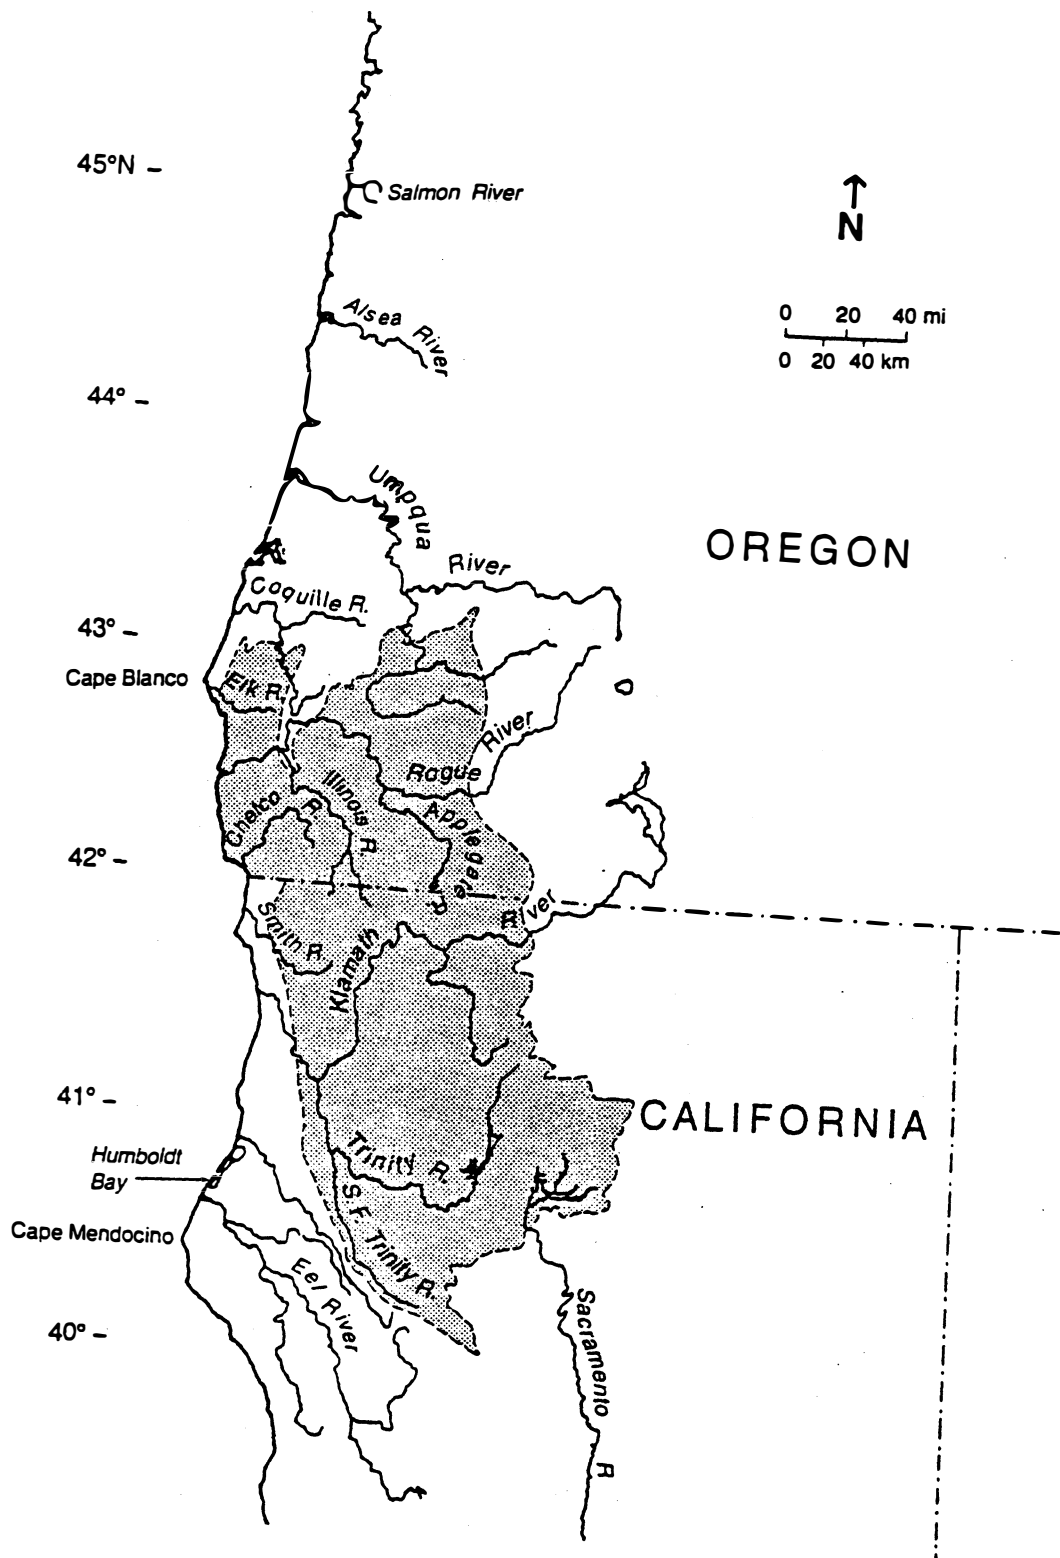 45°N
Salmon River
N
0 20 40 mi
0 20 40 km
Alsea River
44°
Umpqua
River
OREGON
Coquille R.
43°
Cape Blanco
Elk R.
River
Rogue
Illinois R.
Chetco R.
Applegate R
42°
River
Smith R.
Klamath
41°
CALIFORNIA
Humboldt
Bay
Trinity R.
S.F. Trinity R.
Cape Mendocino
Eel River
Sacramento R
40°